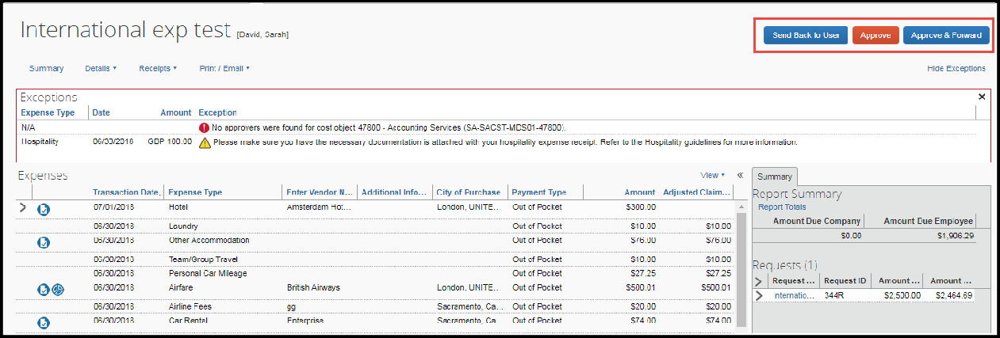 International exp test [David, Sarah]
Send Back to User Approve Approve & Forward
Summary Details Receipts Print / Email Hide Exceptions
Exceptions
Expense Type Date Amount Exception
N/A No approvers were found for cost object 47800 - Accounting Services (SA-SACST-MDS01-47800).
Hospitality 06/30/2018 GBP 100.00 Please make sure you have the necessary documentation is attached with your hospitality expense receipt. Refer to the Hospitality guidelines for more information.
Expenses View «
Transaction Date. Expense Type Enter Vendor N... Additional Info... City of Purchase Payment Type Amount Adjusted Claim...
07/01/2018 Hotel Amsterdam Hot... London, UNITE... Out of Pocket $300.00
06/30/2018 Laundry Out of Pocket $10.00 $10.00
06/30/2018 Other Accommodation Out of Pocket $76.00 $76.00
06/30/2018 Team/Group Travel Out of Pocket $10.00 $10.00
06/30/2018 Personal Car Mileage Out of Pocket $27.25 $27.25
06/30/2018 Airfare British Airways London, UNITE... Out of Pocket $500.01 $500.01
06/30/2018 Airline Fees gg Sacramento, Ca... Out of Pocket $20.00 $20.00
06/30/2018 Car Rental Enterprise Sacramento, Ca... Out of Pocket $74.00 $74.00
Summary
Report Summary
Report Totals
Amount Due Company Amount Due Employee
$0.00 $1,906.29
Requests (1)
Request ... Request ID Amount ... Amount ...
Internatio... 344R $2,500.00 $2,464.69